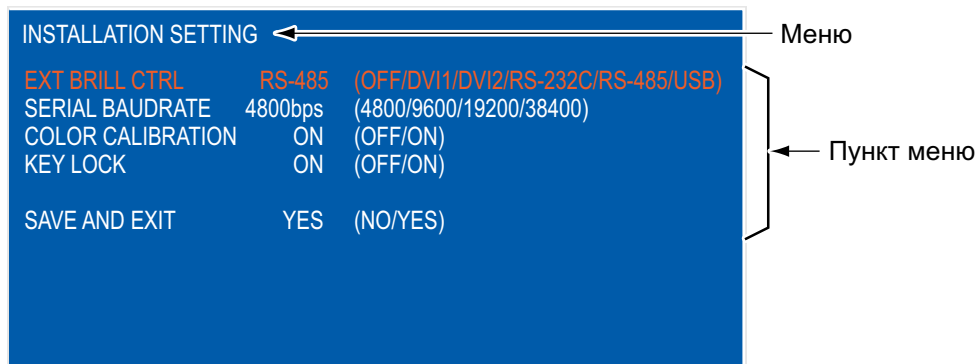 INSTALLATION SETTING
Меню
EXT BRILL CTRL RS-485 (OFF/DVI1/DVI2/RS-232C/RS-485/USB)
SERIAL BAUDRATE 4800bps (4800/9600/19200/38400)
COLOR CALIBRATION ON (OFF/ON)
KEY LOCK ON (OFF/ON)
Пункт меню
SAVE AND EXIT YES (NO/YES)